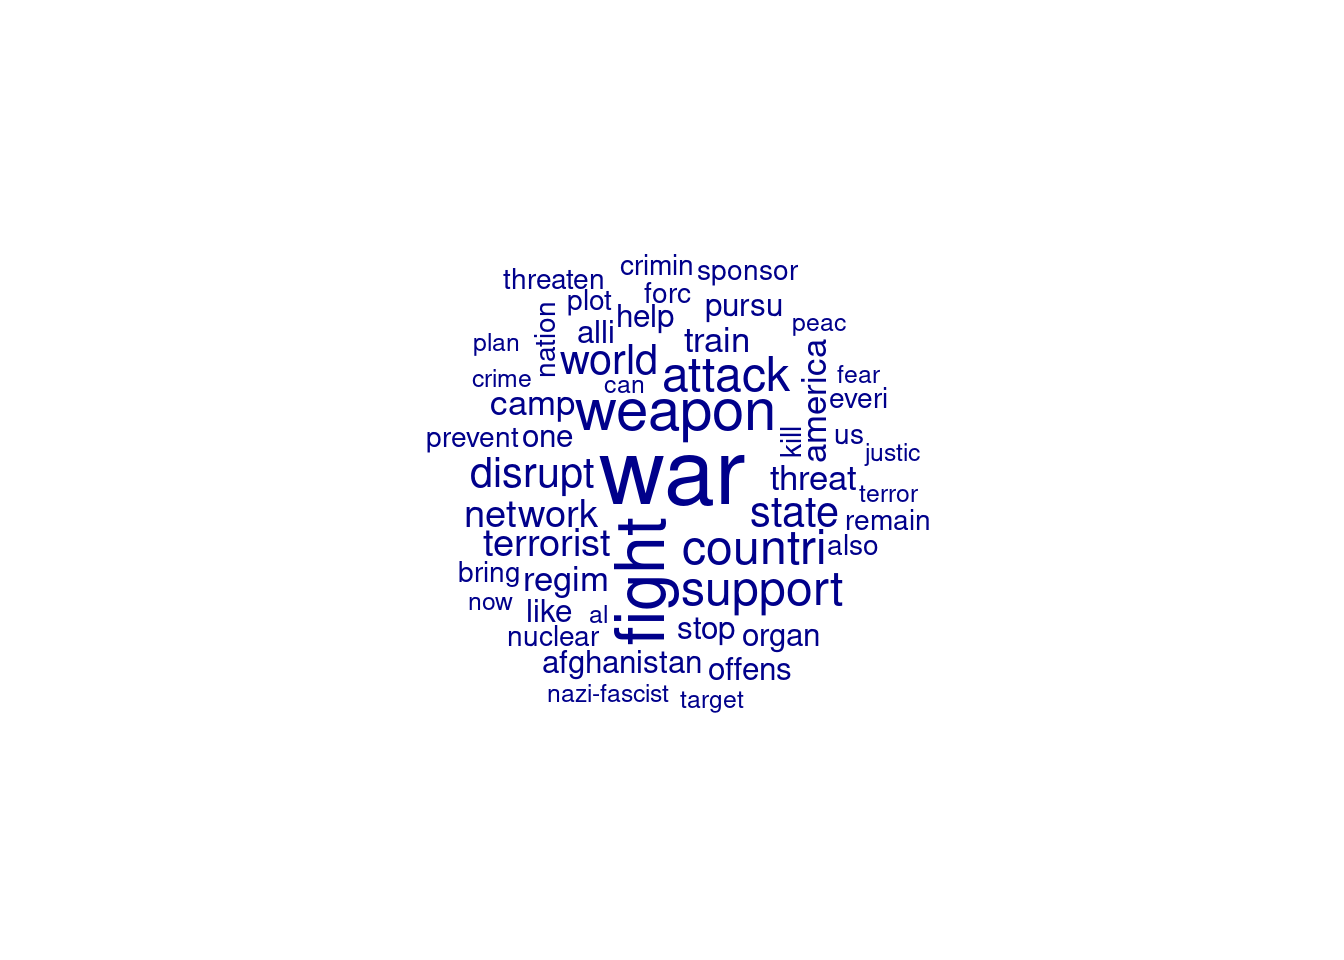 crimin
sponsor
threaten
forc
plot
help
pursu
nation
alli
train
peac
plan
world
attack
america
fear
crime
can
camp
weapon
everi
prevent
one
kill
us
justic
disrupt
war
threat
terror
network
state
remain
terrorist
fight
countri
also
bring
regim
support
now
like
al
nuclear
stop
organ
afghanistan
offens
nazi-fascist
target